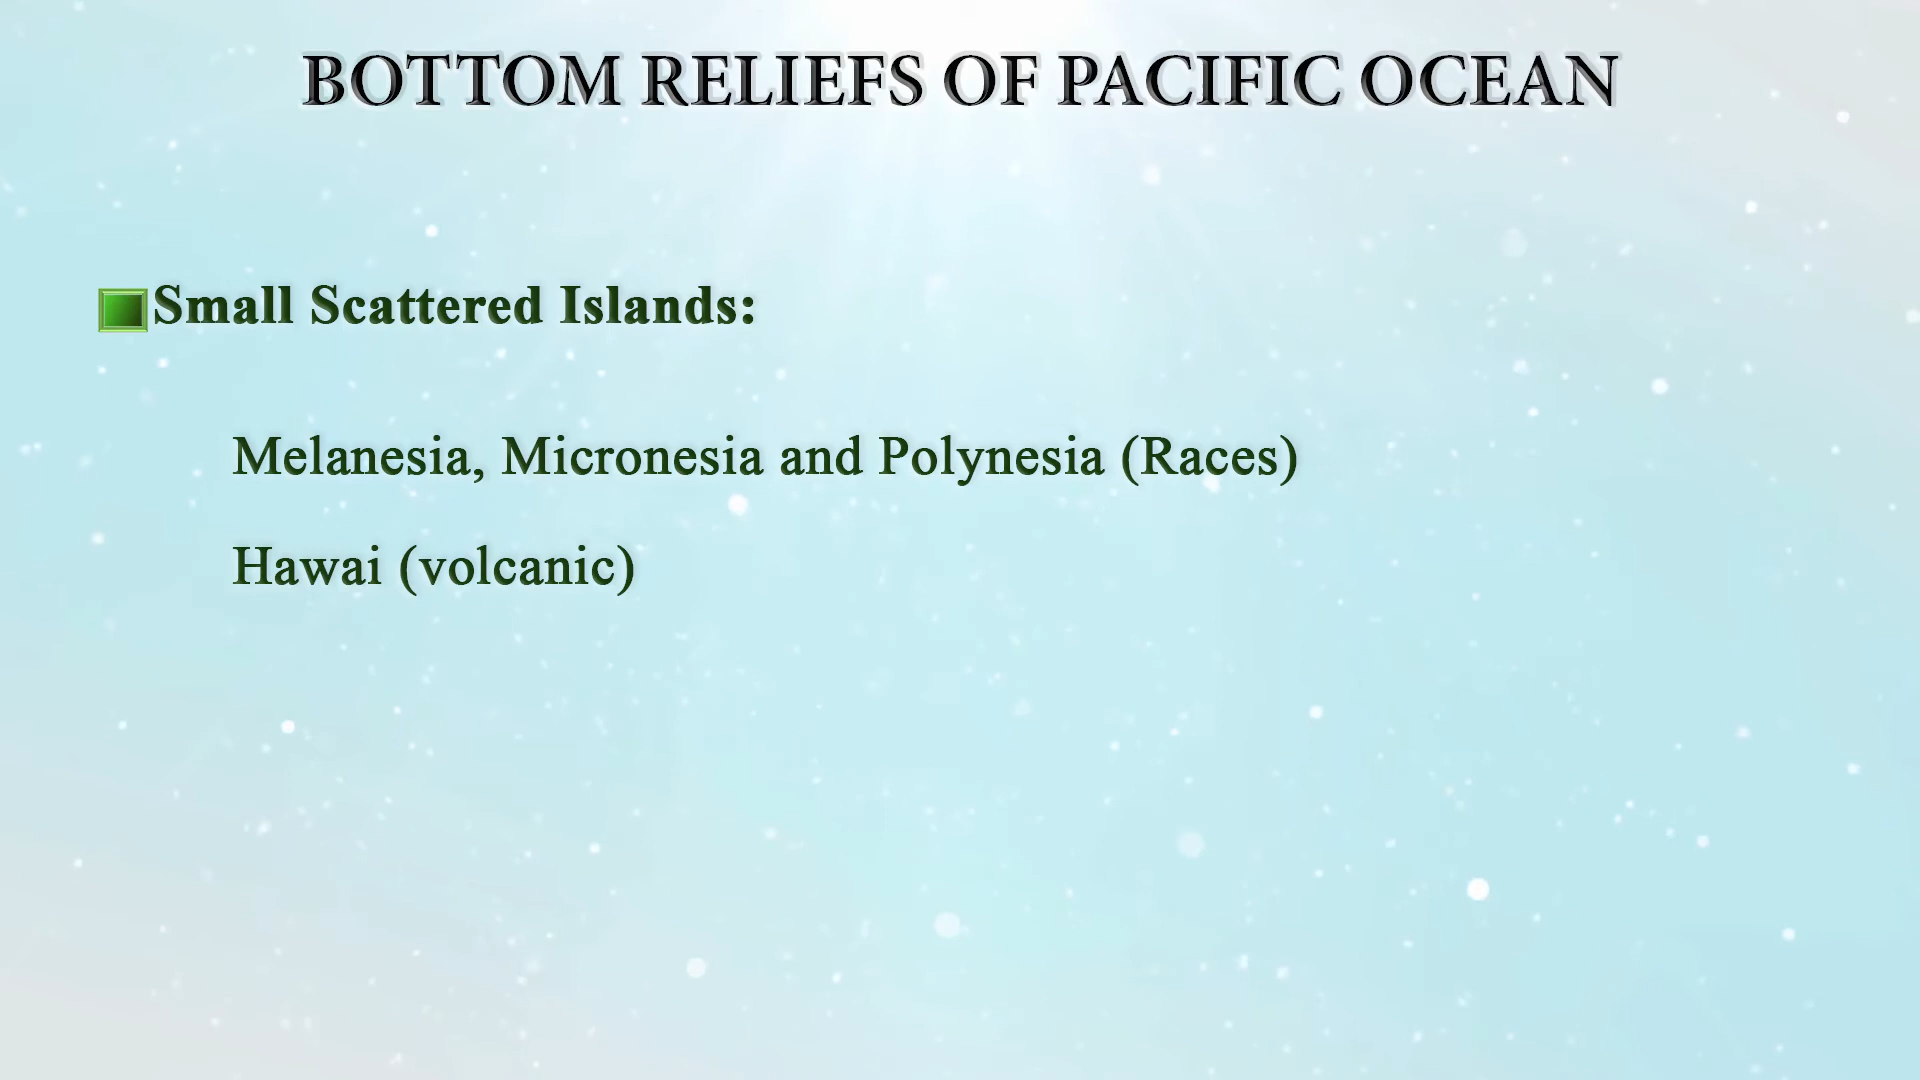 BOTTOM RELIEFS OF PACIFIC OCEAN
Small Scattered Islands:
Melanesia, Micronesia and Polynesia (Races)
Hawai (volcanic)